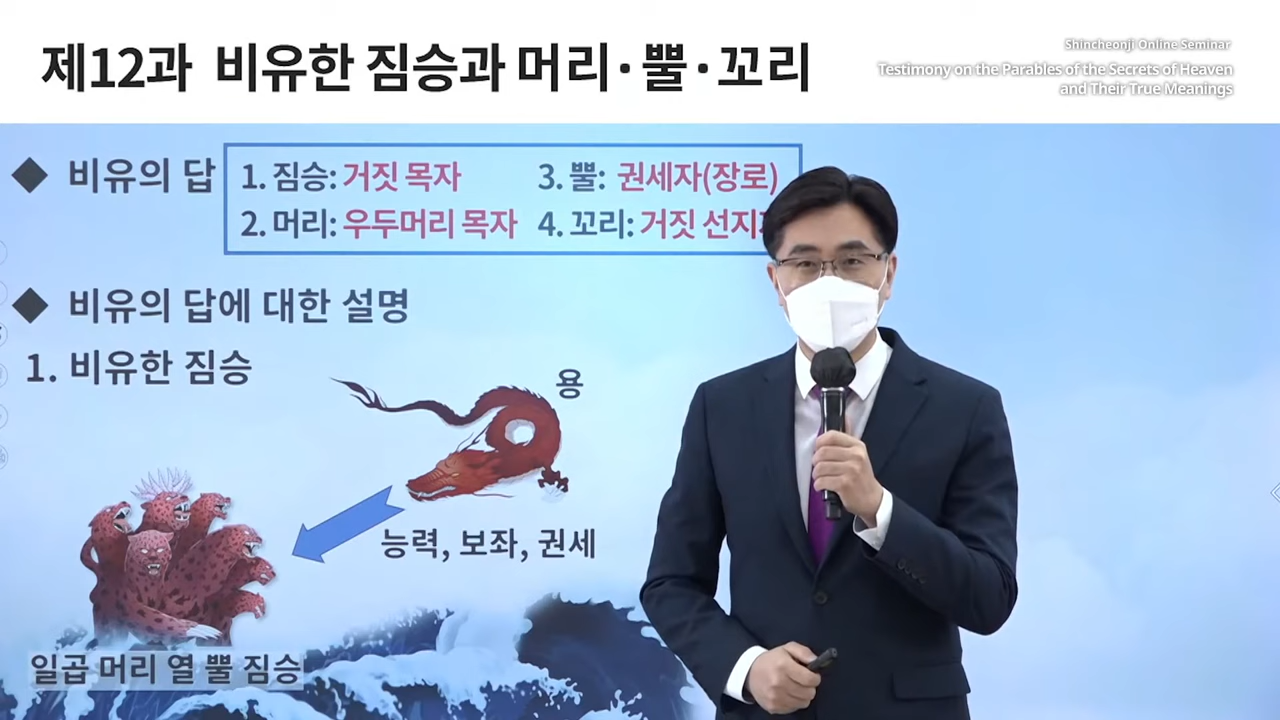 제12과 비유한 짐승과 머리·뿔·꼬리
Shincheonji Online Seminar
Testimony on the Parables of the Secrets of Heaven
and Their True Meanings
◆ 비유의 답
1. 짐승: 거짓 목자 3. 뿔: 권세자(장로)
2. 머리: 우두머리 목자 4. 꼬리: 거짓 선지
◆ 비유의 답에 대한 설명
1. 비유한 짐승
용
능력, 보좌, 권세
일곱 머리 열 뿔 짐승